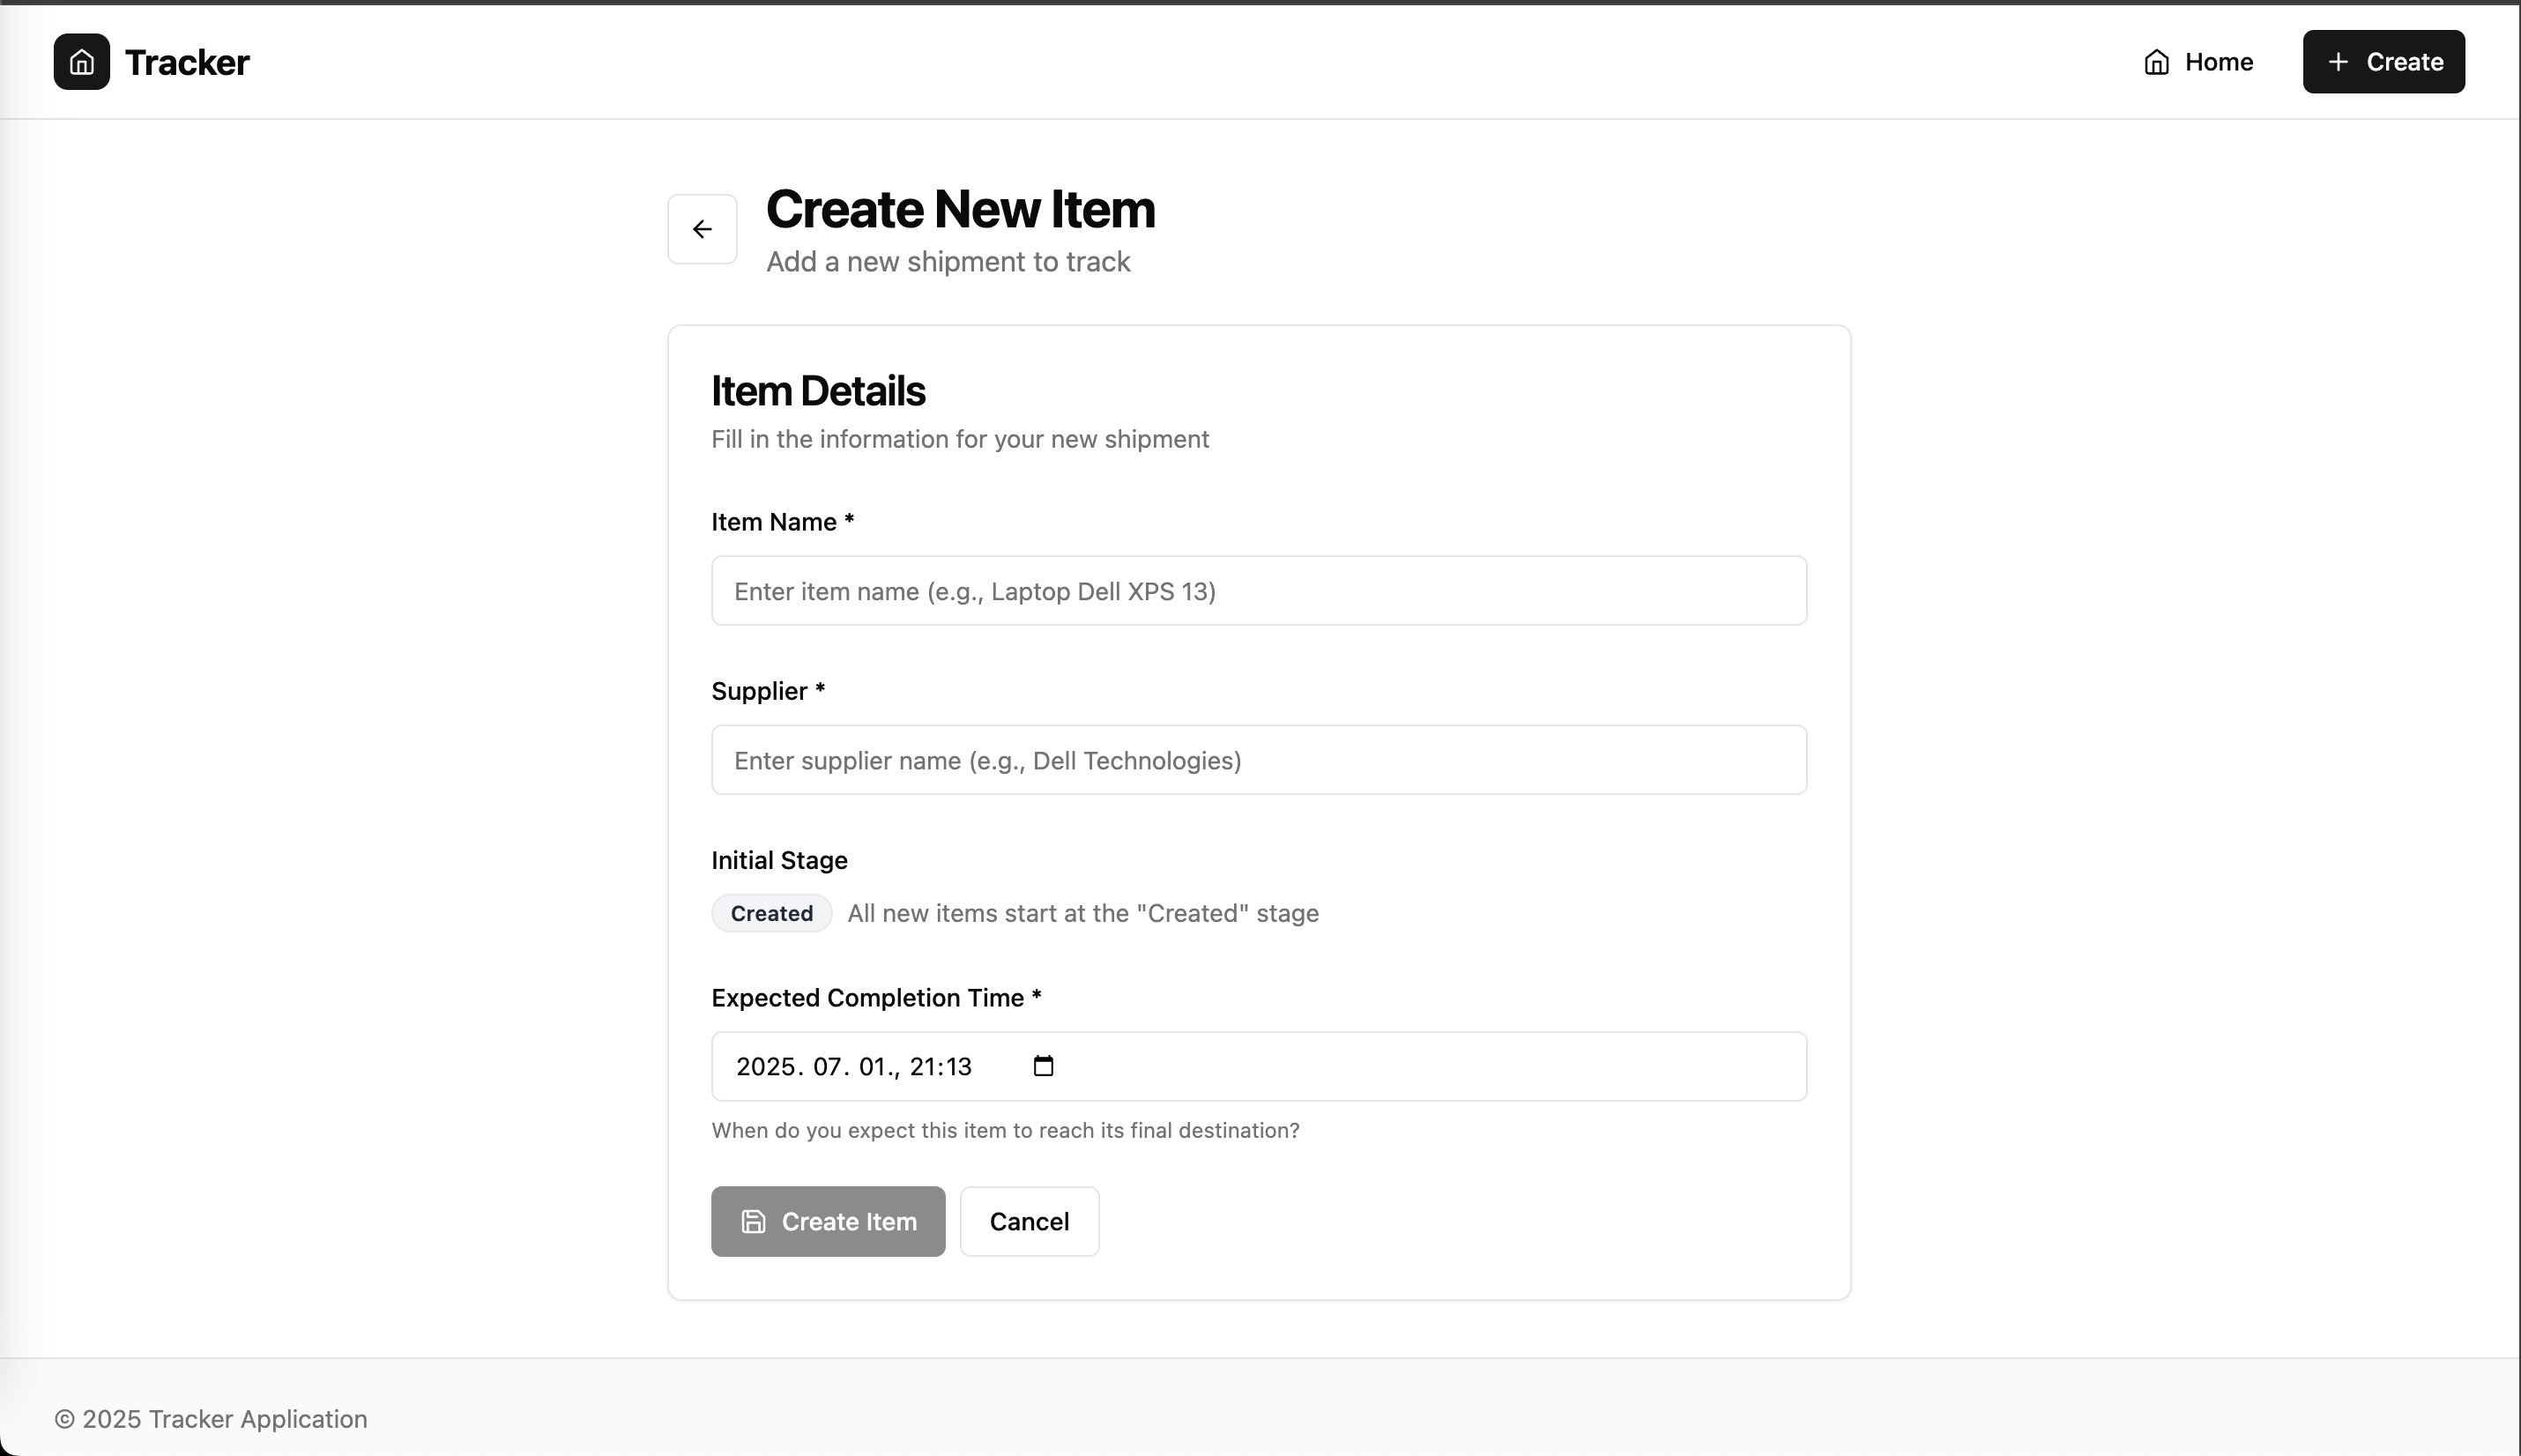 Tracker
Home
Create
Create New Item
Add a new shipment to track
Item Details
Fill in the information for your new shipment
Item Name *
Enter item name (e.g., Laptop Dell XPS 13)
Supplier *
Enter supplier name (e.g., Dell Technologies)
Initial Stage
Created All new items start at the "Created" stage
Expected Completion Time *
2025. 07. 01., 21:13
When do you expect this item to reach its final destination?
Create Item
Cancel
© 2025 Tracker Application